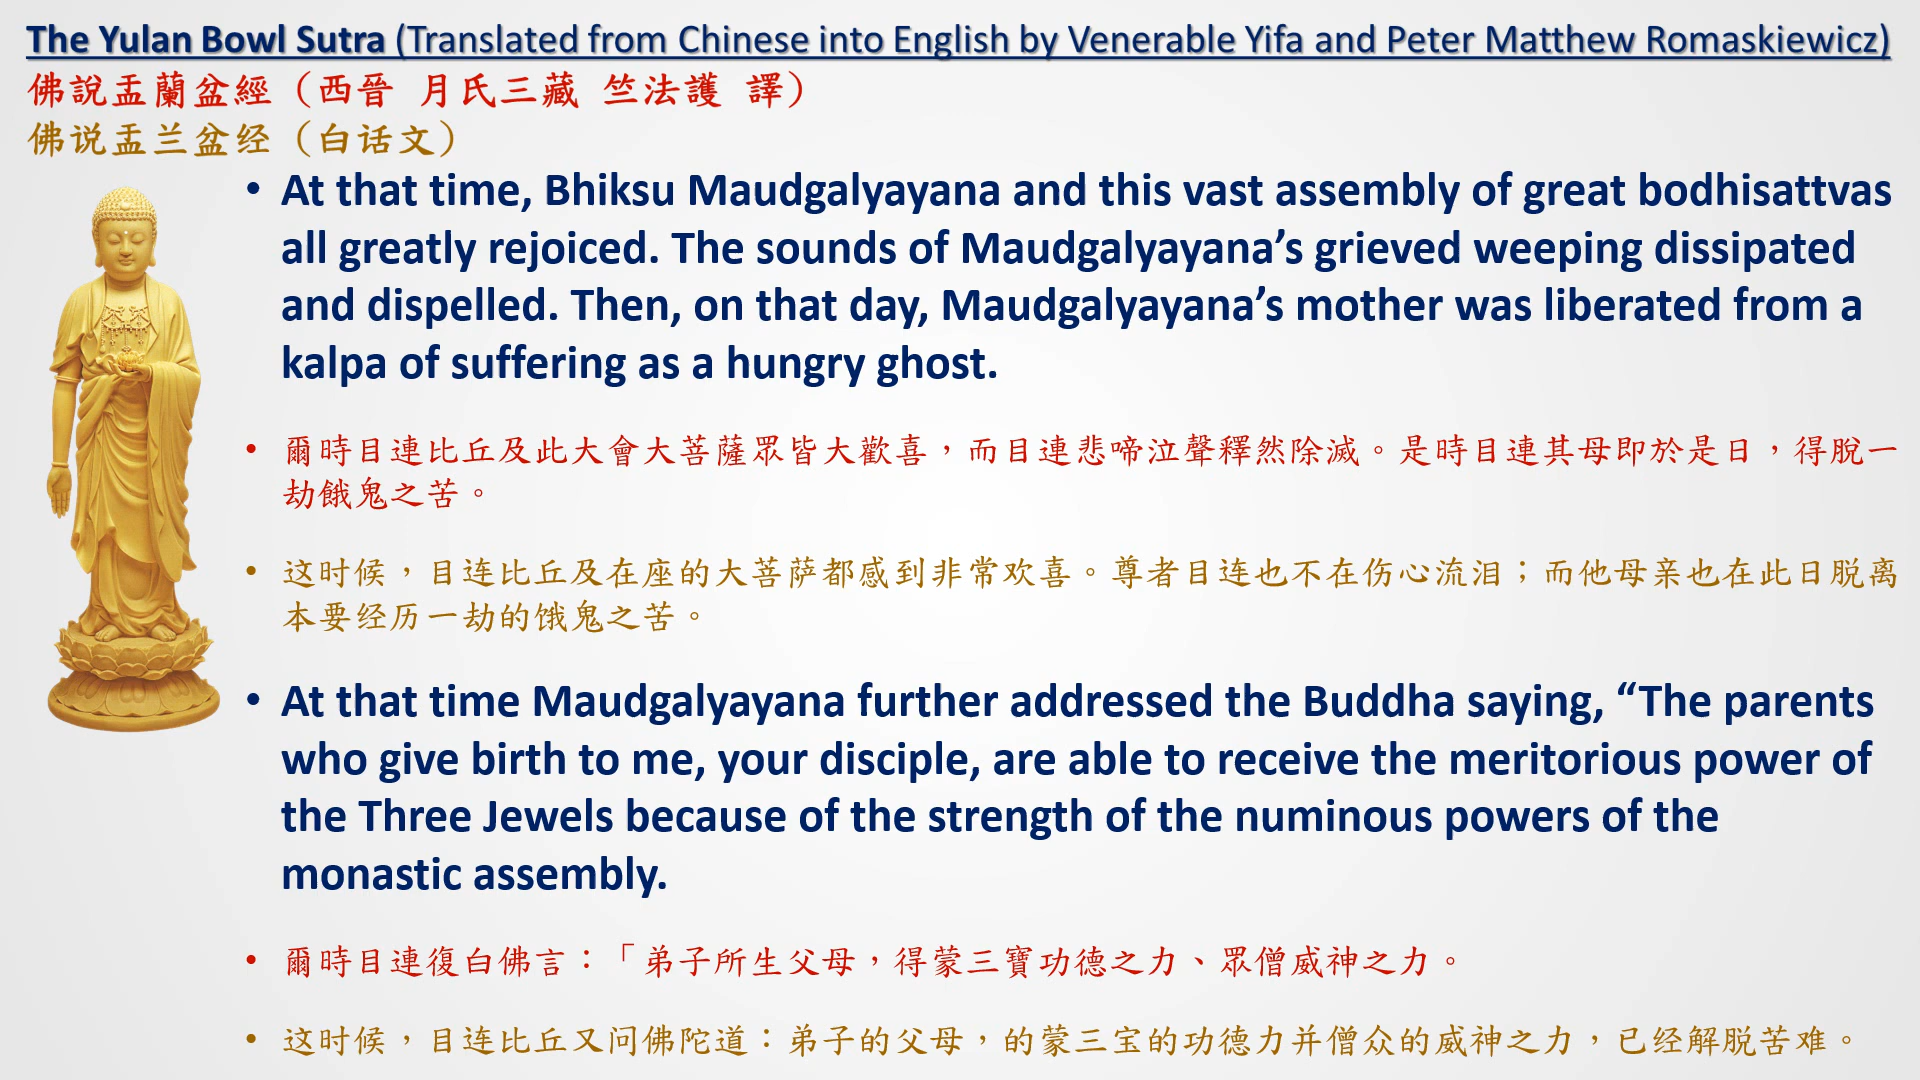 The Yulan Bowl Sutra (Translated from Chinese into English by Venerable Yifa and Peter Matthew Romaskiewicz)
佛說盂蘭盆經（西晉 月氏三藏 竺法護 譯）
佛说盂兰盆经（白话文）
• At that time, Bhiksu Maudgalyayana and this vast assembly of great bodhisattvas
all greatly rejoiced. The sounds of Maudgalyayana’s grieved weeping dissipated
and dispelled. Then, on that day, Maudgalyayana’s mother was liberated from a
kalpa of suffering as a hungry ghost.
• 爾時目連比丘及此大會大菩薩眾皆大歡喜，而目連悲啼泣聲釋然除滅。是時目連其母即於是日，得脫一
劫餓鬼之苦。
• 这时候，目连比丘及在座的大菩萨都感到非常欢喜。尊者目连也不在伤心流泪；而他母亲也在此日脱离
本要经历一劫的饿鬼之苦。
• At that time Maudgalyayana further addressed the Buddha saying, “The parents
who give birth to me, your disciple, are able to receive the meritorious power of
the Three Jewels because of the strength of the numinous powers of the
monastic assembly.
• 爾時目連復白佛言：「弟子所生父母，得蒙三寶功德之力、眾僧威神之力。
• 这时候，目连比丘又问佛陀道：弟子的父母，的蒙三宝的功德力并僧众的威神之力，已经解脱苦难。